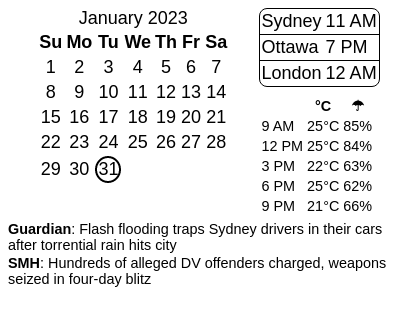 January 2023
Su Mo Tu We Th Fr Sa
1 2 3 4 5 6 7
8 9 10 11 12 13 14
15 16 17 18 19 20 21
22 23 24 25 26 27 28
29 30 31
Sydney 11 AM
Ottawa 7 PM
London 12 AM
°C ☂
9 AM 25°C 85%
12 PM 25°C 84%
3 PM 22°C 63%
6 PM 25°C 62%
9 PM 21°C 66%
Guardian: Flash flooding traps Sydney drivers in their cars
after torrential rain hits city
SMH: Hundreds of alleged DV offenders charged, weapons
seized in four-day blitz